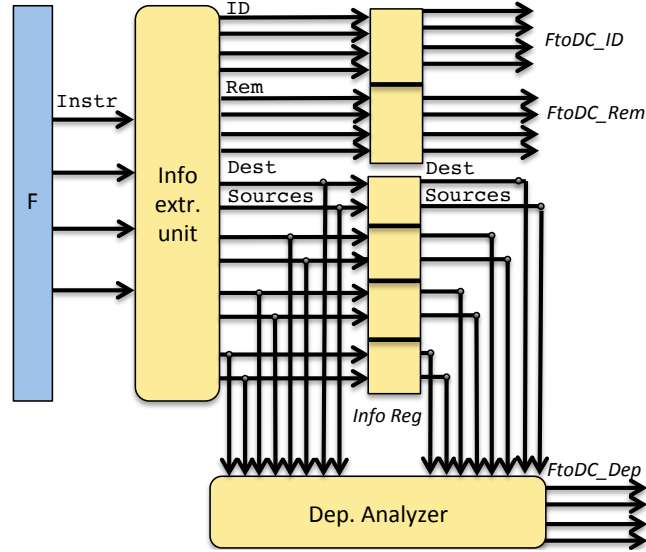 ID
FtoDC_ID
Instr
Rem
FtoDC_Rem
F
Info
extr.
unit
Dest
Sources
Dest
Sources
Info Reg
FtoDC_Dep
Dep. Analyzer